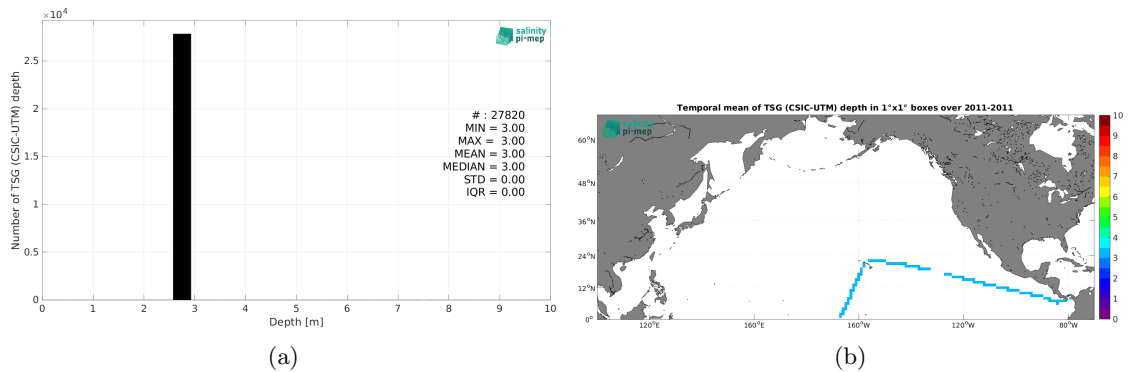 ×10⁴
salinity
pi-mep
Number of TSG (CSIC-UTM) depth
2.5
2
1.5
1
0.5
0
# : 27820
MIN = 3.00
MAX = 3.00
MEAN = 3.00
MEDIAN = 3.00
STD = 0.00
IQR = 0.00
0 1 2 3 4 5 6 7 8 9 10
Depth [m]
(a)
Temporal mean of TSG (CSIC-UTM) depth in 1°x1° boxes over 2011-2011
salinity
pi-mep
60°N
48°N
36°N
24°N
12°N
0°
120°E 160°E 160°W 120°W 80°W
10
9
8
7
6
5
4
3
2
1
0
(b)